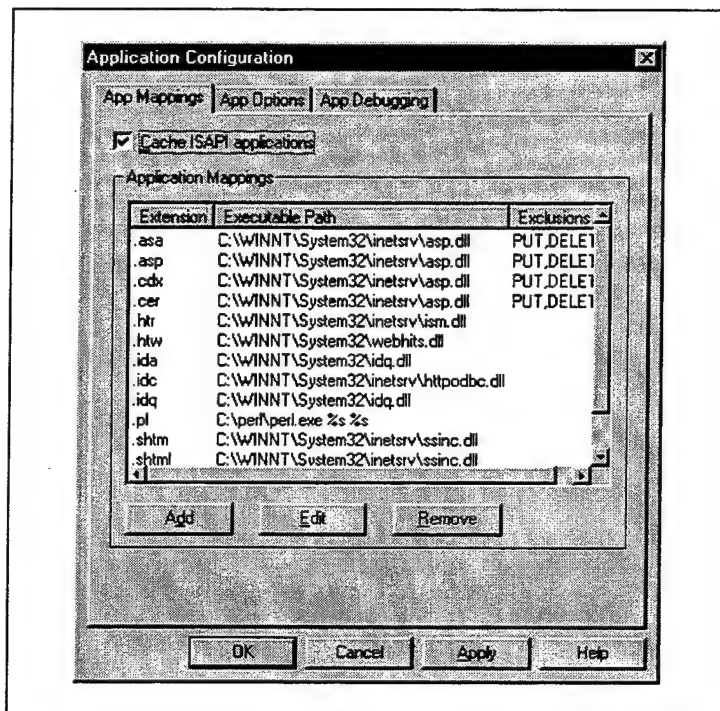 Application Configuration
App Mappings App Options App Debugging
Cache ISAPI applications
Application Mappings
Extension Executable Path Exclusions
.asa C:\WINNT\System32\inetsrv\asp.dll PUT,DELET
.asp C:\WINNT\System32\inetsrv\asp.dll PUT,DELET
.cdx C:\WINNT\System32\inetsrv\asp.dll PUT,DELET
.cer C:\WINNT\System32\inetsrv\asp.dll PUT,DELET
.htr C:\WINNT\System32\inetsrv\ism.dll
.htw C:\WINNT\System32\webhits.dll
.ida C:\WINNT\System32\idq.dll
.idc C:\WINNT\System32\inetsrv\httpodbc.dll
.idq C:\WINNT\System32\idq.dll
.pl C:\perl\perl.exe %s %s
.shtm C:\WINNT\System32\inetsrv\ssinc.dll
.shtml C:\WINNT\System32\inetsrv\ssinc.dll
Add Edit Remove
OK Cancel Apply Help